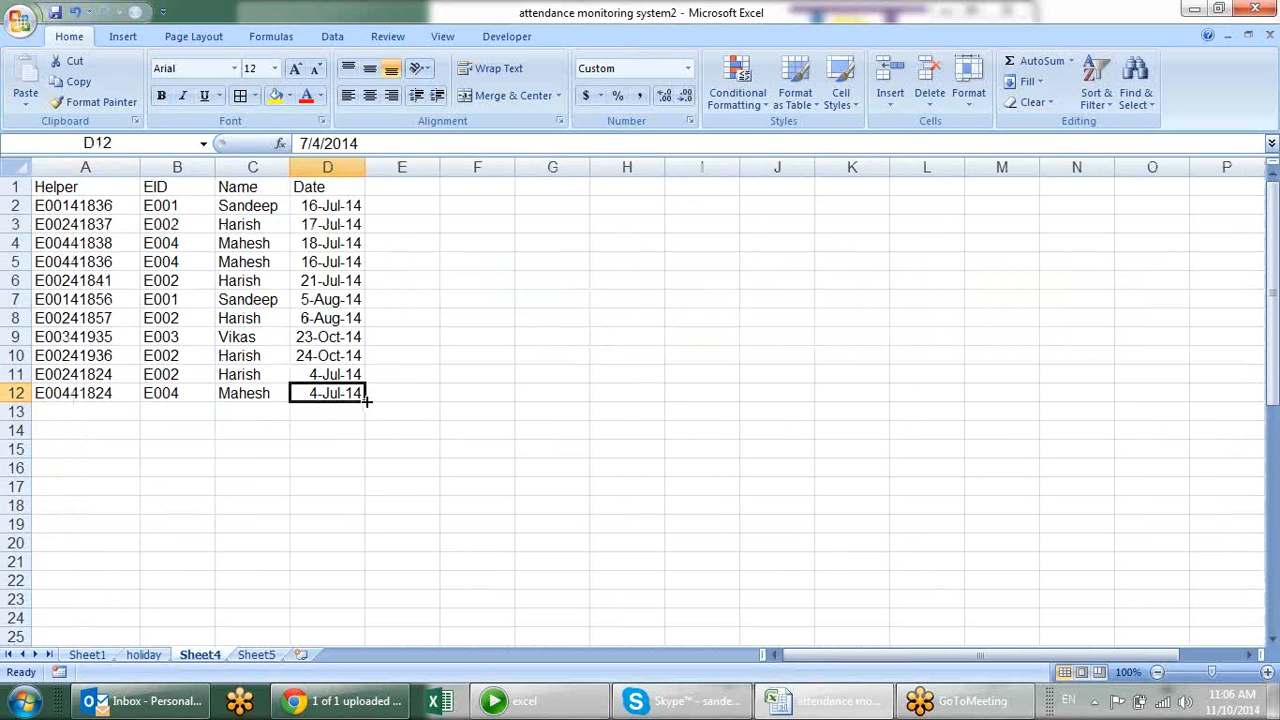 attendance monitoring system2 - Microsoft Excel
Home Insert Page Layout Formulas Data Review View Developer
Paste
Cut
Copy
Format Painter
Clipboard
Arial 12
B I U
Font
Wrap Text
Merge & Center
Alignment
Custom
$ % ,
Number
Conditional Formatting
Format as Table
Cell Styles
Styles
Insert Delete Format
Cells
AutoSum
Fill
Clear
Sort & Filter
Find & Select
Editing
D12 fx 7/4/2014
A B C D E F G H I J K L M N O P
1 Helper EID Name Date
2 E00141836 E001 Sandeep 16-Jul-14
3 E00241837 E002 Harish 17-Jul-14
4 E00441838 E004 Mahesh 18-Jul-14
5 E00441836 E004 Mahesh 16-Jul-14
6 E00241841 E002 Harish 21-Jul-14
7 E00141856 E001 Sandeep 5-Aug-14
8 E00241857 E002 Harish 6-Aug-14
9 E00341935 E003 Vikas 23-Oct-14
10 E00241936 E002 Harish 24-Oct-14
11 E00241824 E002 Harish 4-Jul-14
12 E00441824 E004 Mahesh 4-Jul-14
13
14
15
16
17
18
19
20
21
22
23
24
25
Sheet1 holiday Sheet4 Sheet5
Ready 100%
Inbox - Personal... 1 of 1 uploaded ... excel Skype™ - sande... attendance mo... GoToMeeting EN 11:06 AM
11/10/2014